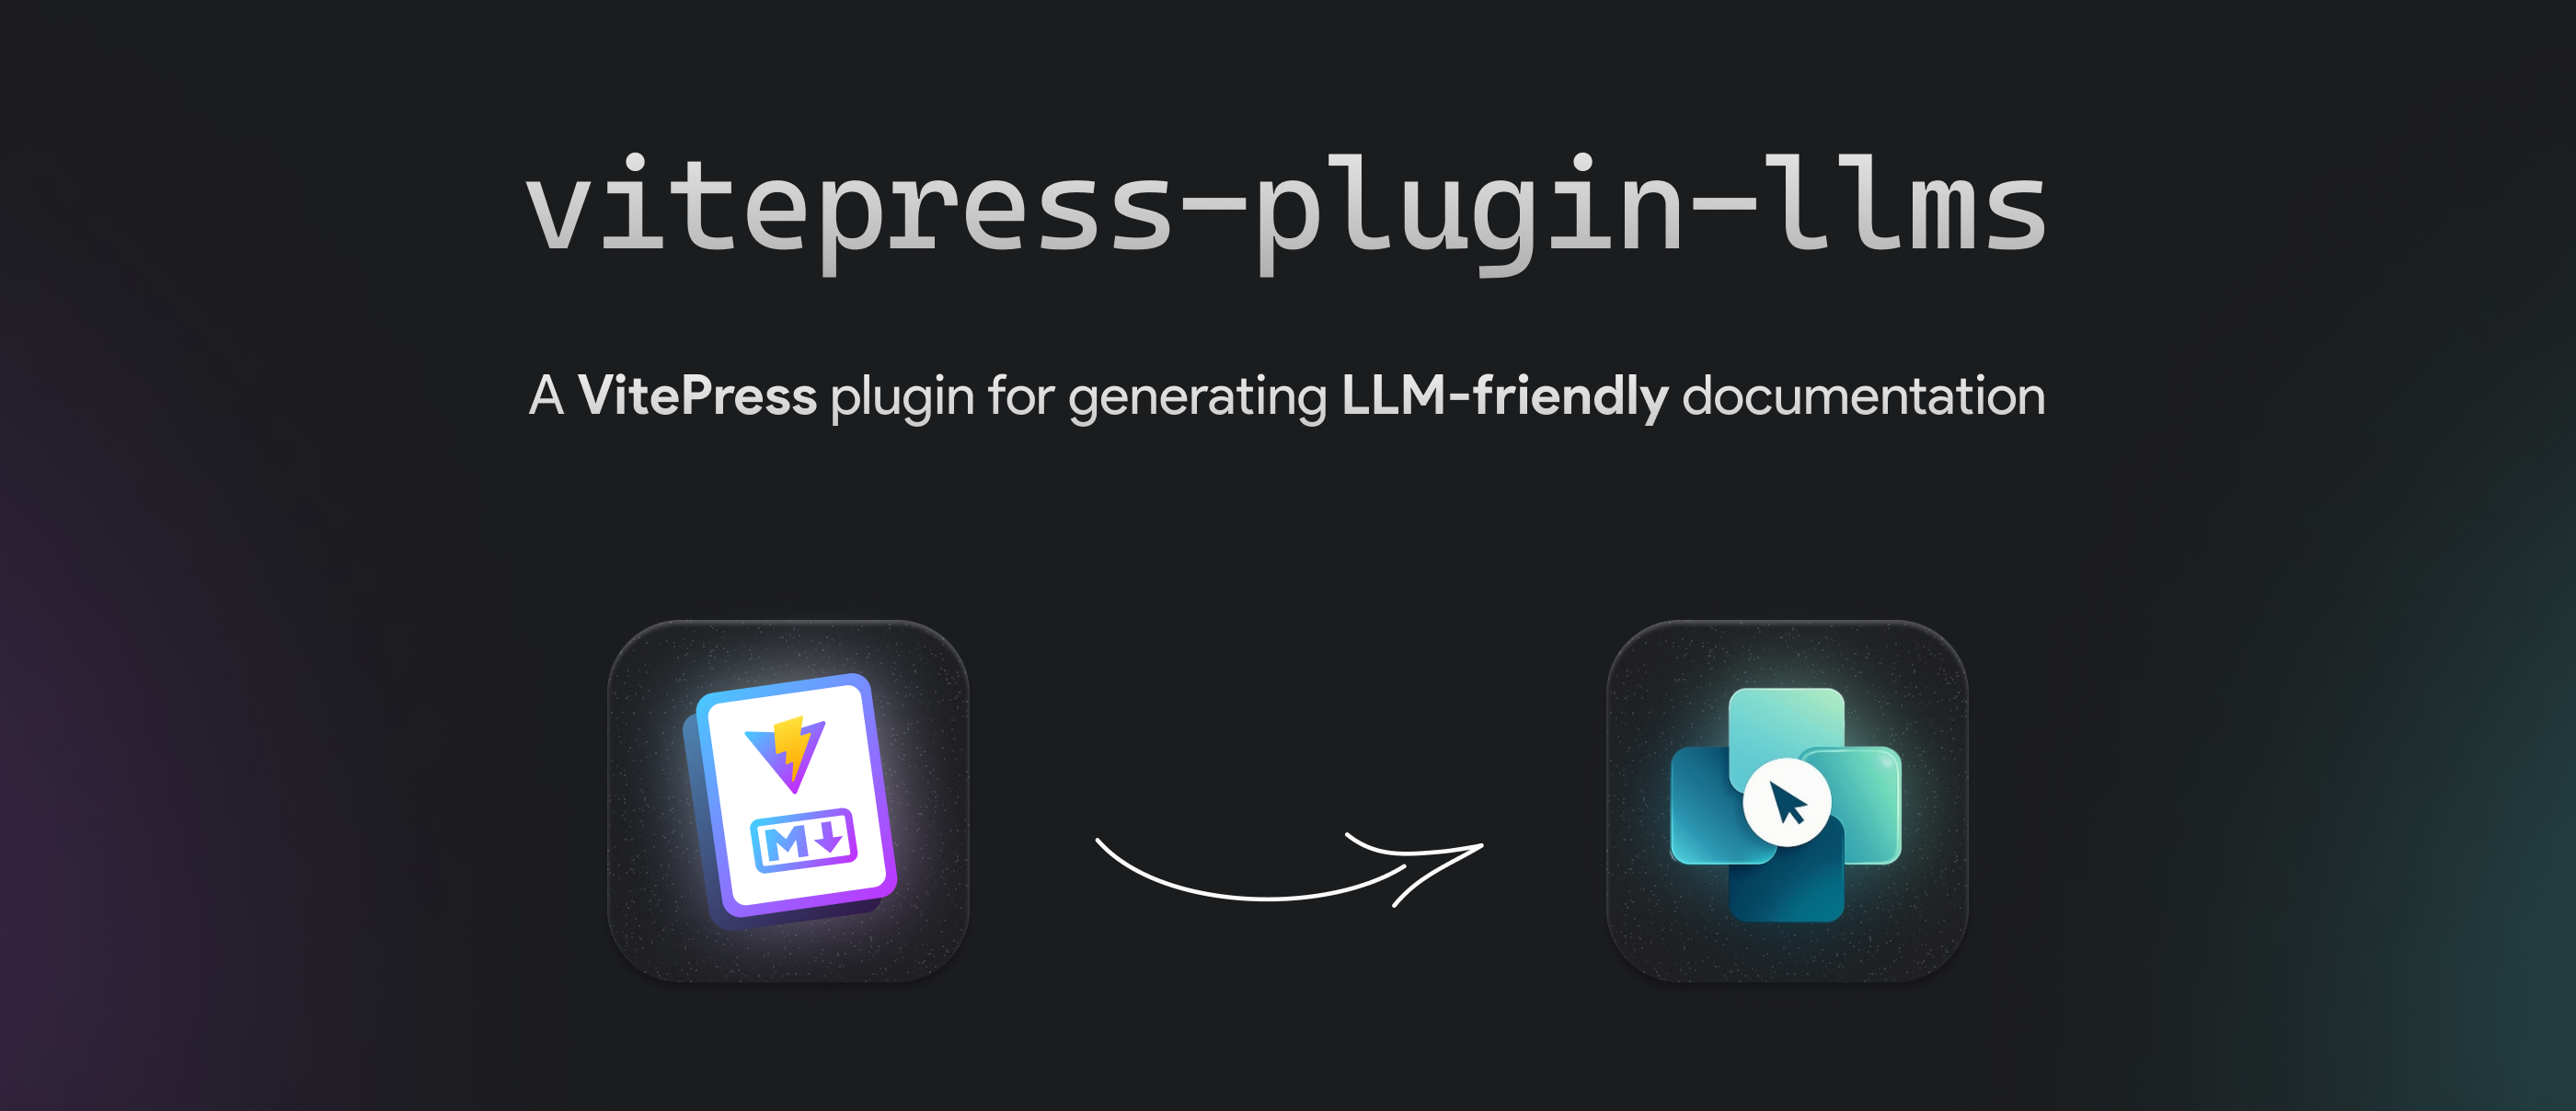 vitepress-plugin-llms
A VitePress plugin for generating LLM-friendly documentation
M